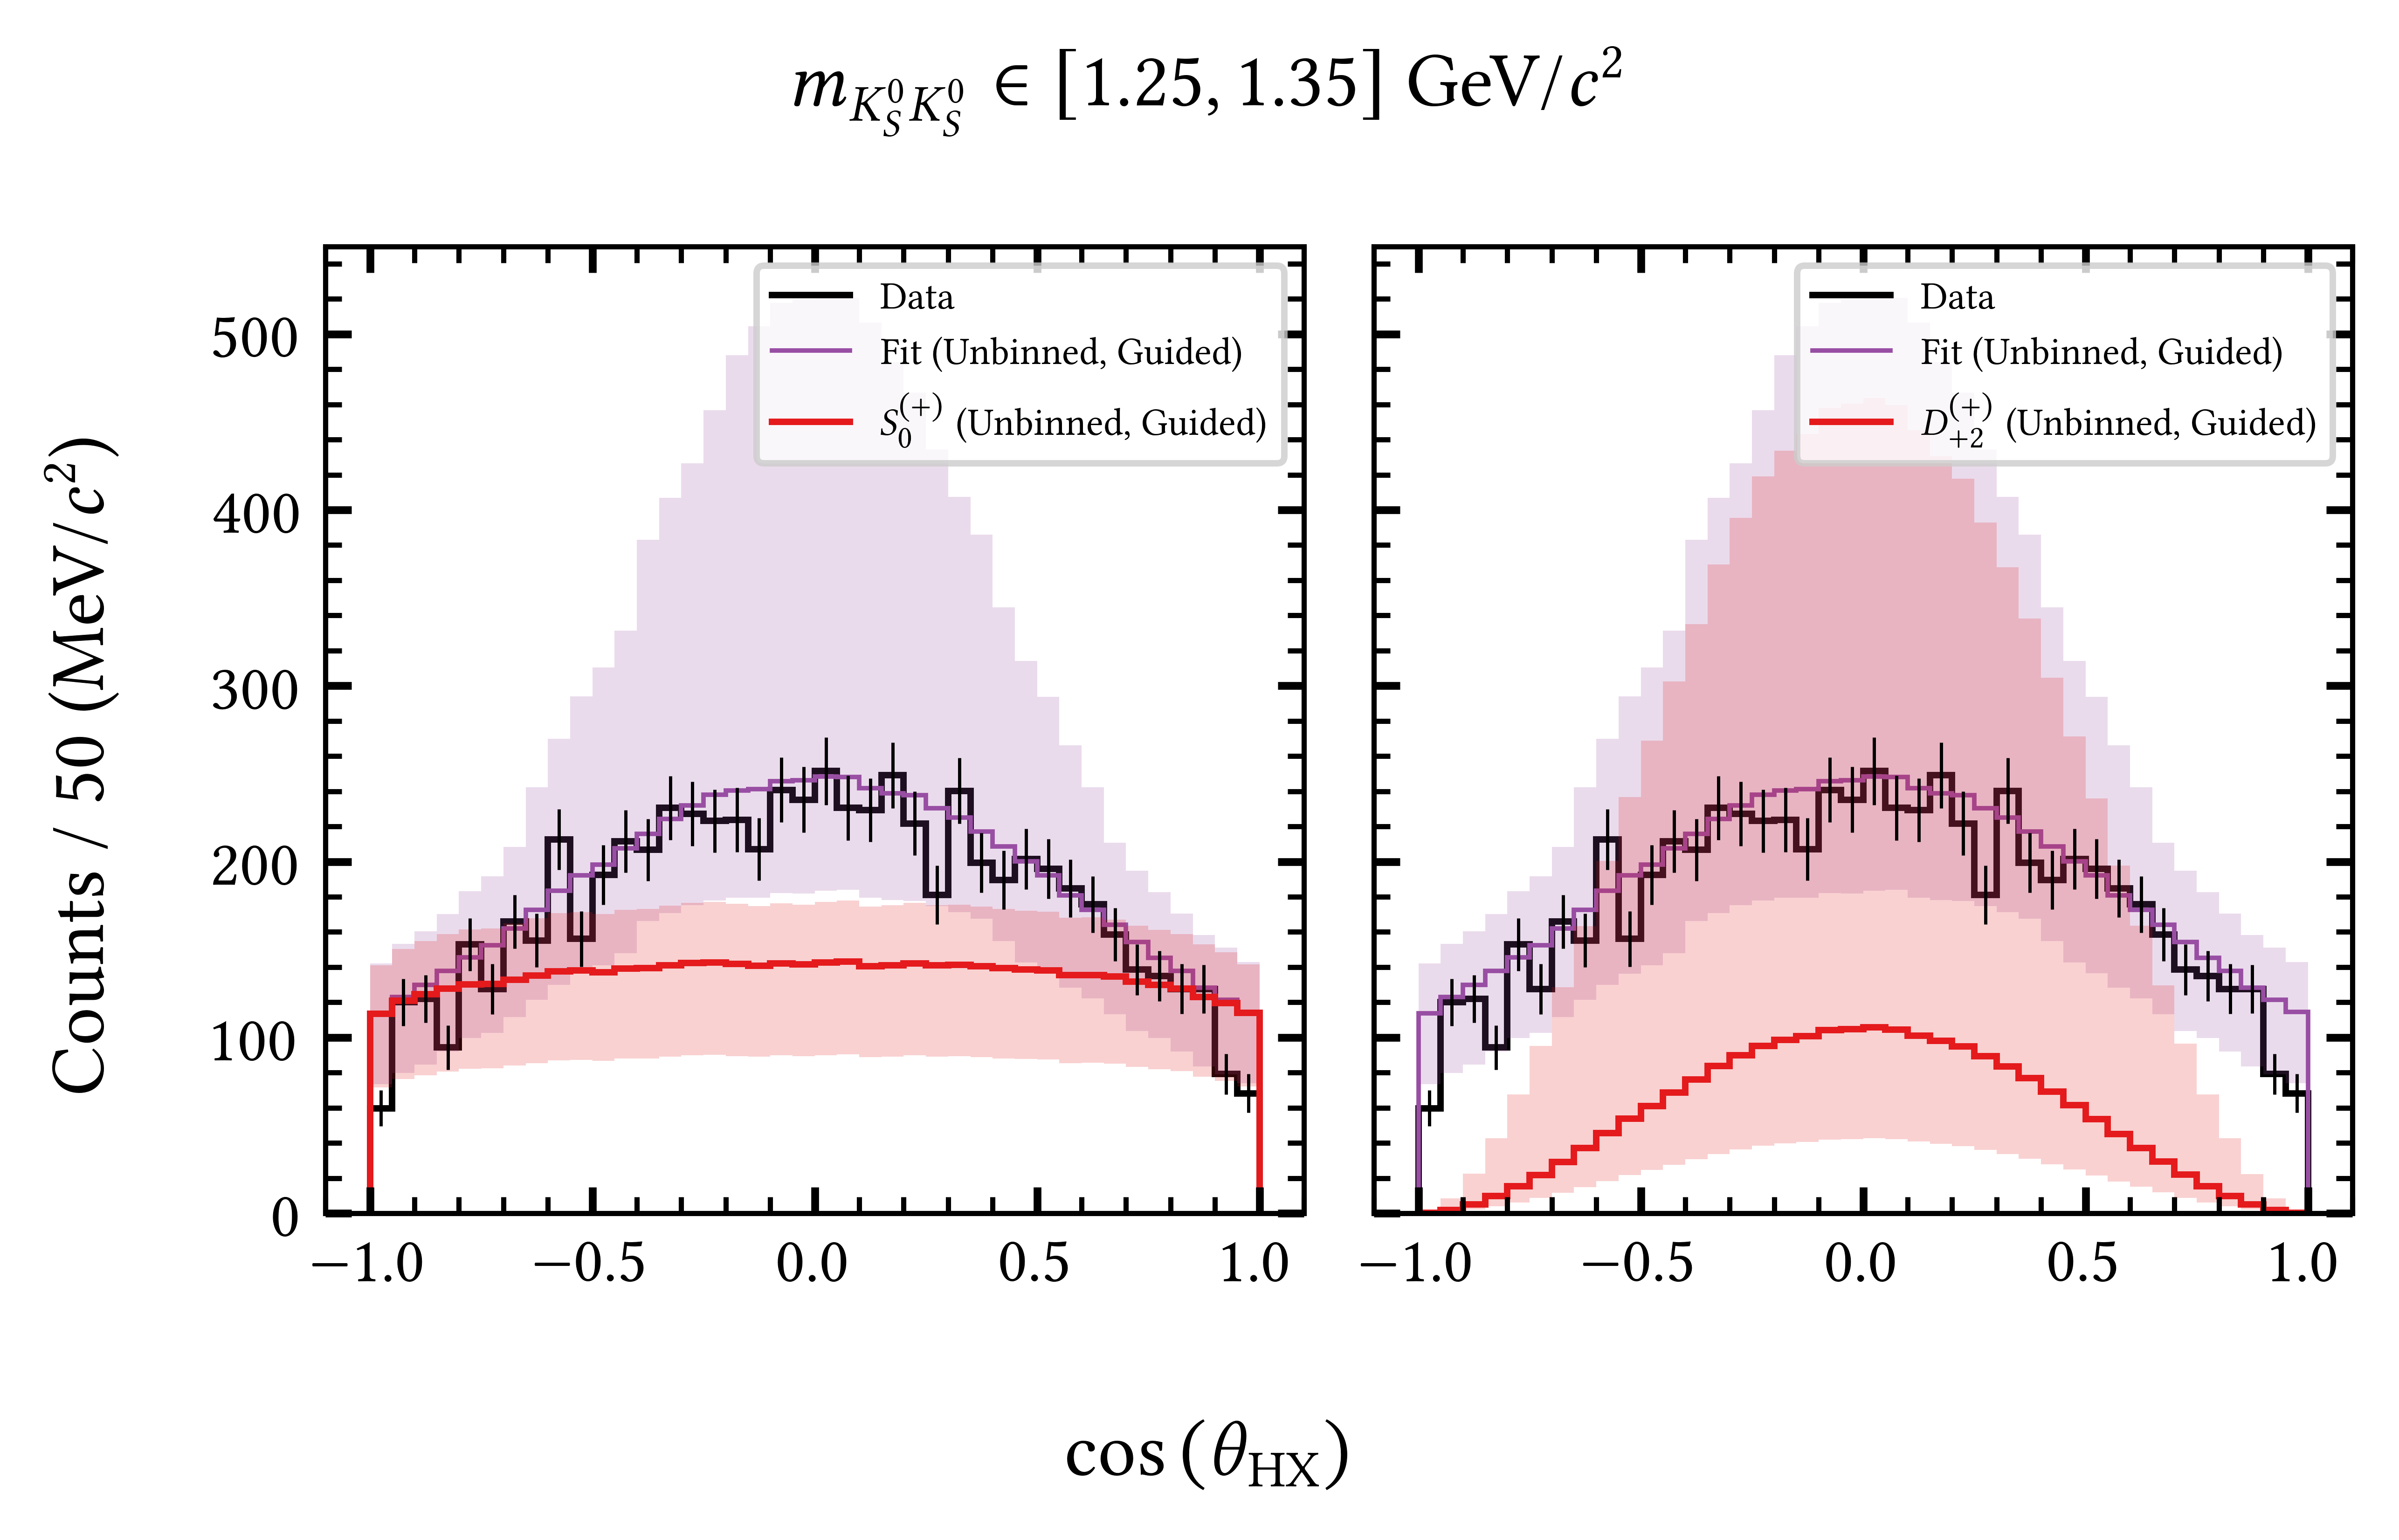 m_{K_S^0 K_S^0} ∈ [1.25, 1.35] GeV/c²
Counts / 50 (MeV/c²)
500
400
300
200
100
0
Data
Fit (Unbinned, Guided)
S_0^{(+)} (Unbinned, Guided)
−1.0 −0.5 0.0 0.5 1.0
Data
Fit (Unbinned, Guided)
D_{+2}^{(+)} (Unbinned, Guided)
−1.0 −0.5 0.0 0.5 1.0
cos (θ_{HX})